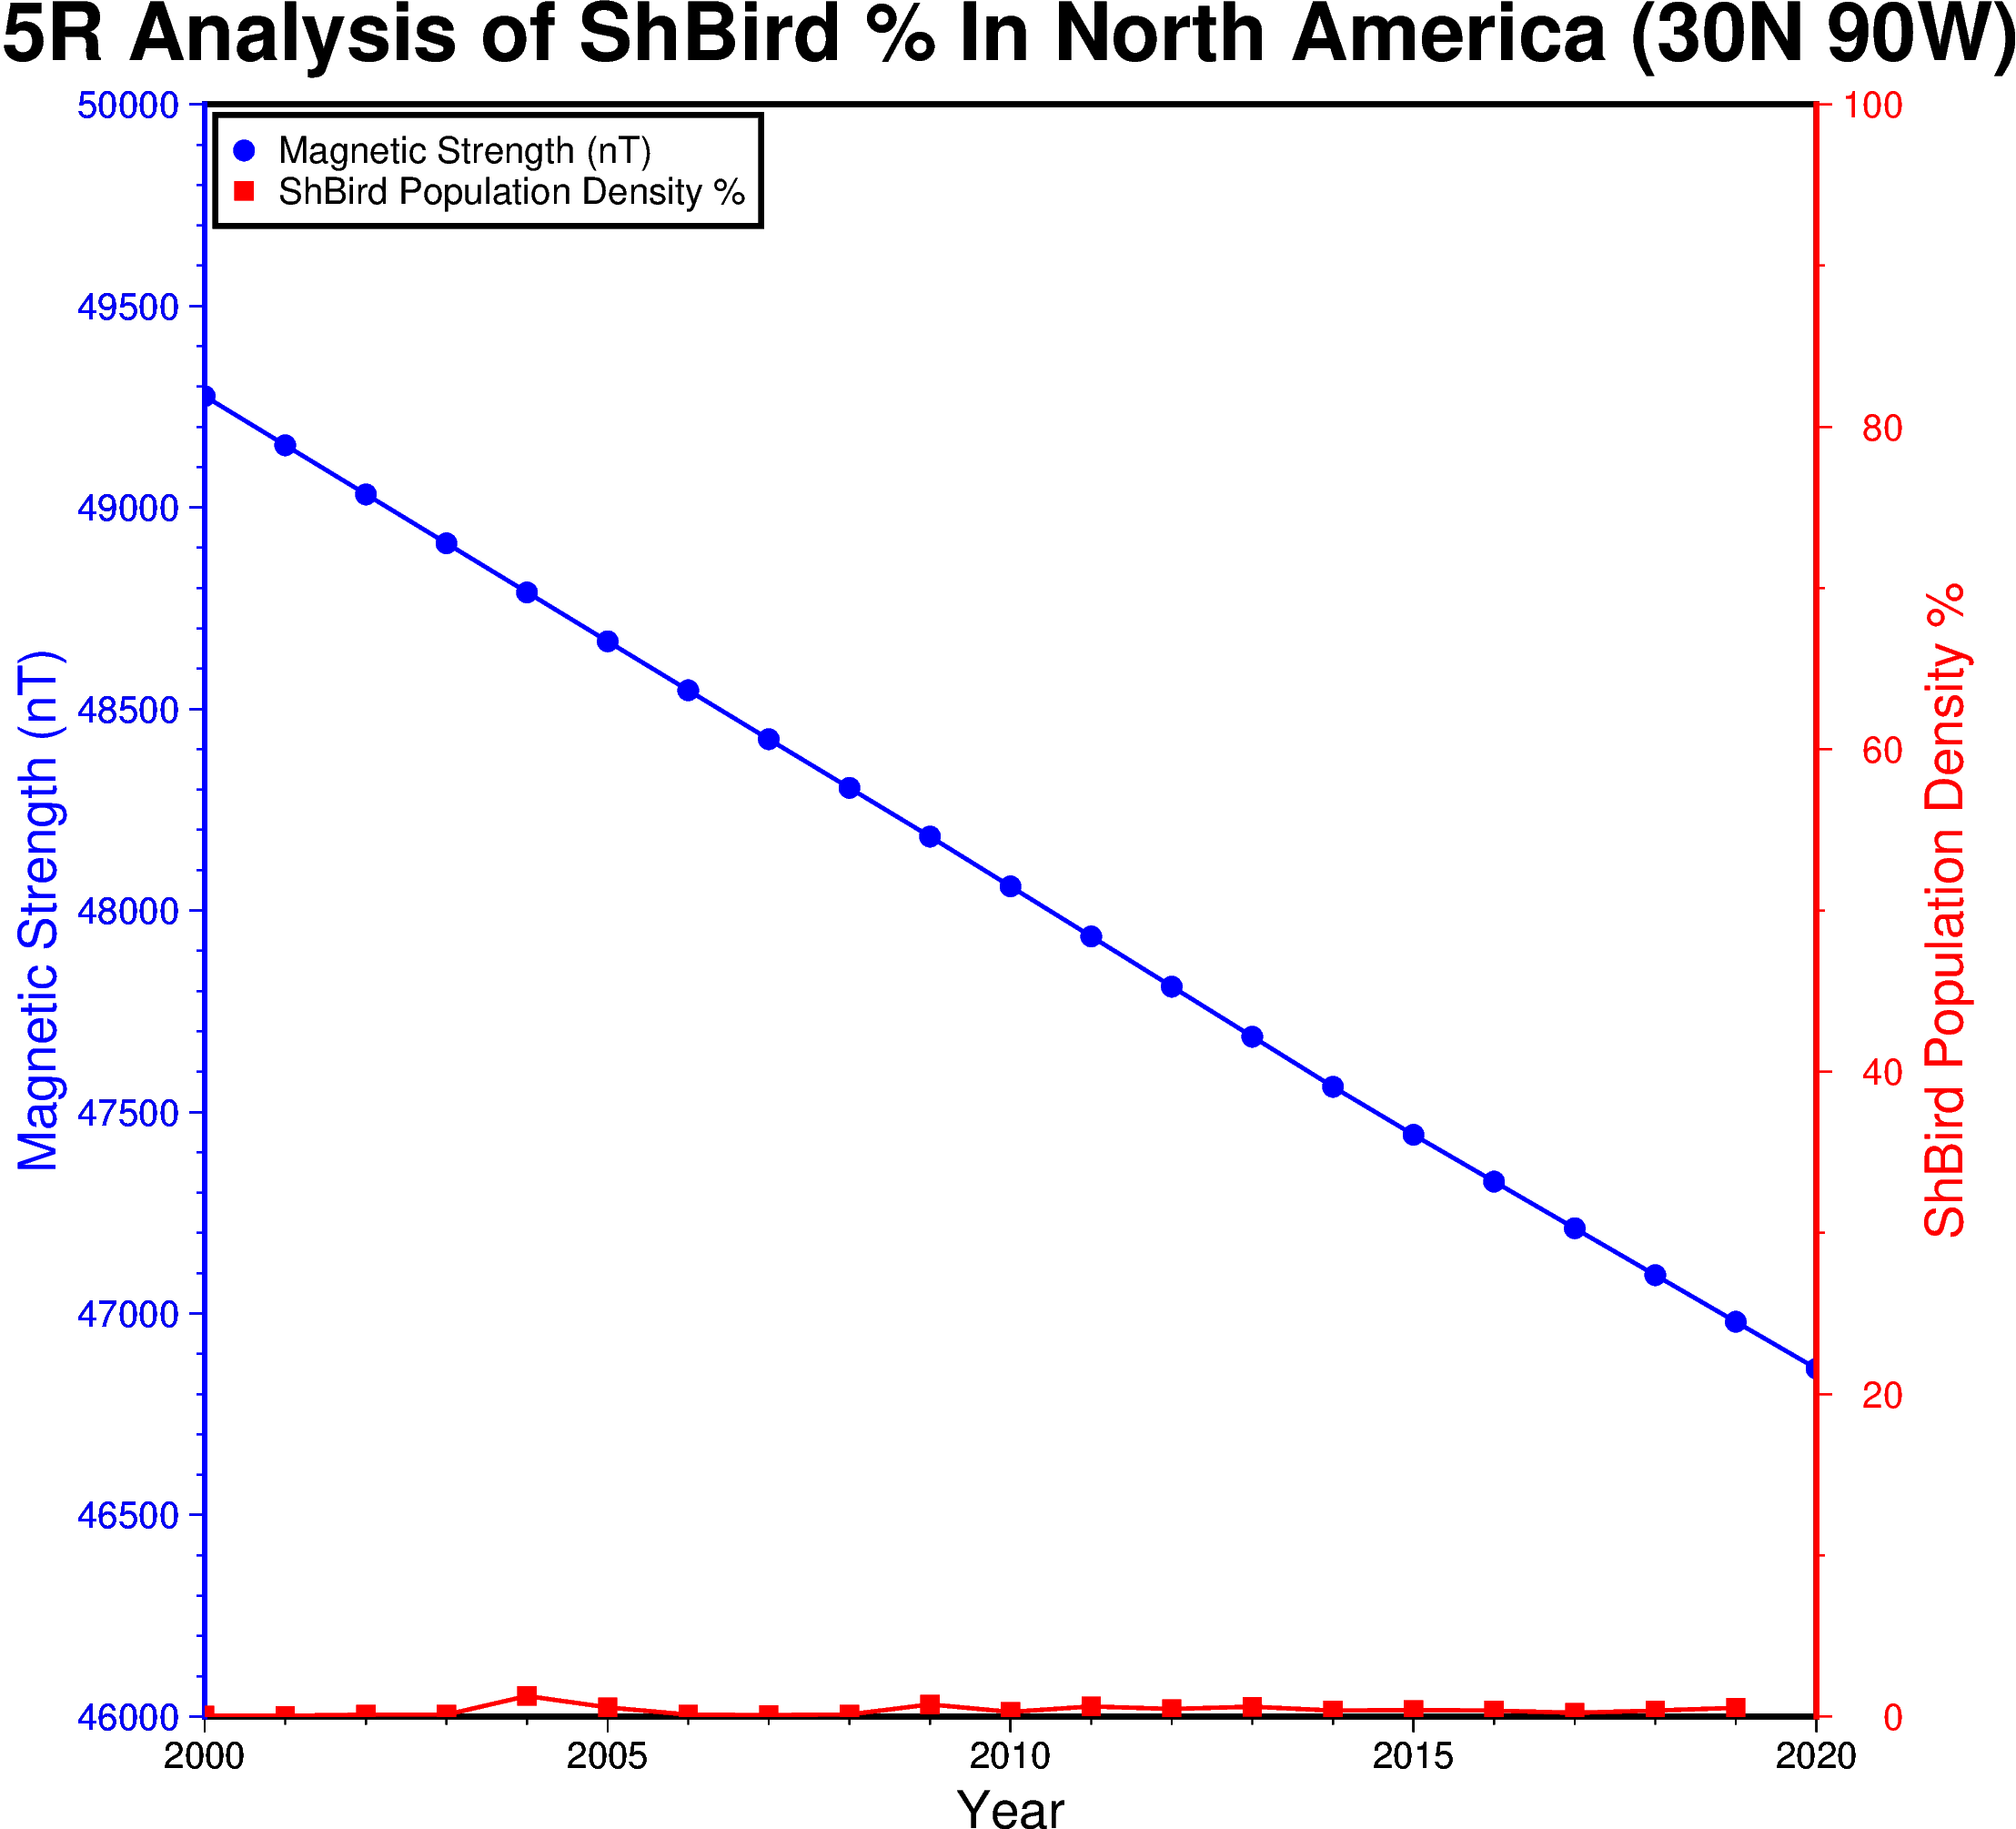 5R Analysis of ShBird % In North America (30N 90W)
Magnetic Strength (nT)
ShBird Population Density %
50000
49500
49000
48500
48000
47500
47000
46500
46000
Magnetic Strength (nT)
100
80
60
40
20
0
ShBird Population Density %
2000 2005 2010 2015 2020
Year